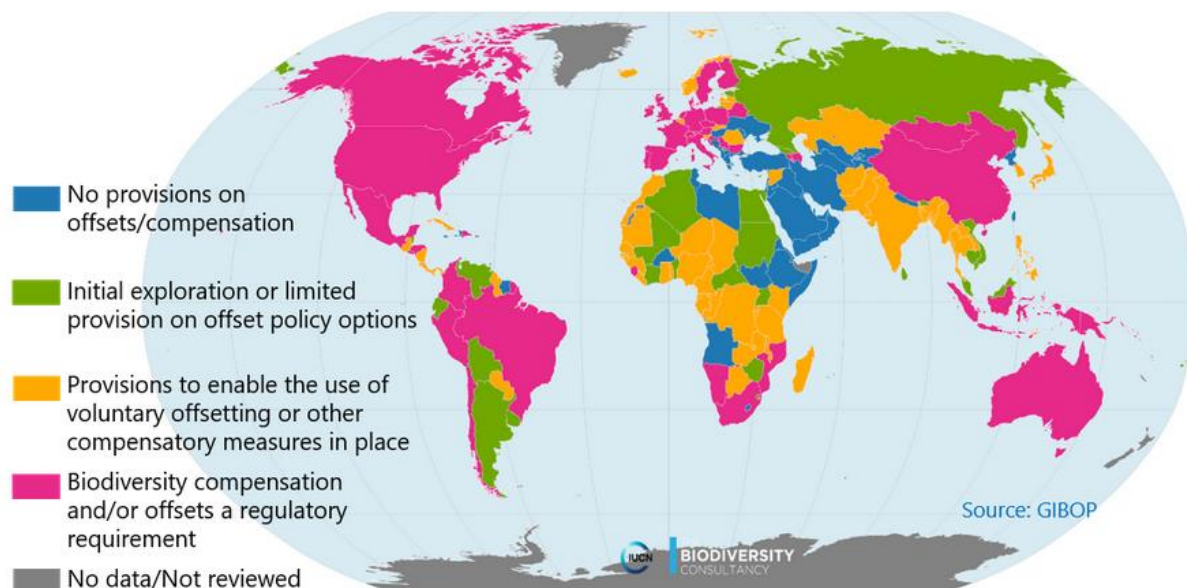 No provisions on
offsets/compensation
Initial exploration or limited
provision on offset policy options
Provisions to enable the use of
voluntary offsetting or other
compensatory measures in place
Biodiversity compensation
and/or offsets a regulatory
requirement
No data/Not reviewed
Source: GIBOP
IUCN
BIODIVERSITY
CONSULTANCY